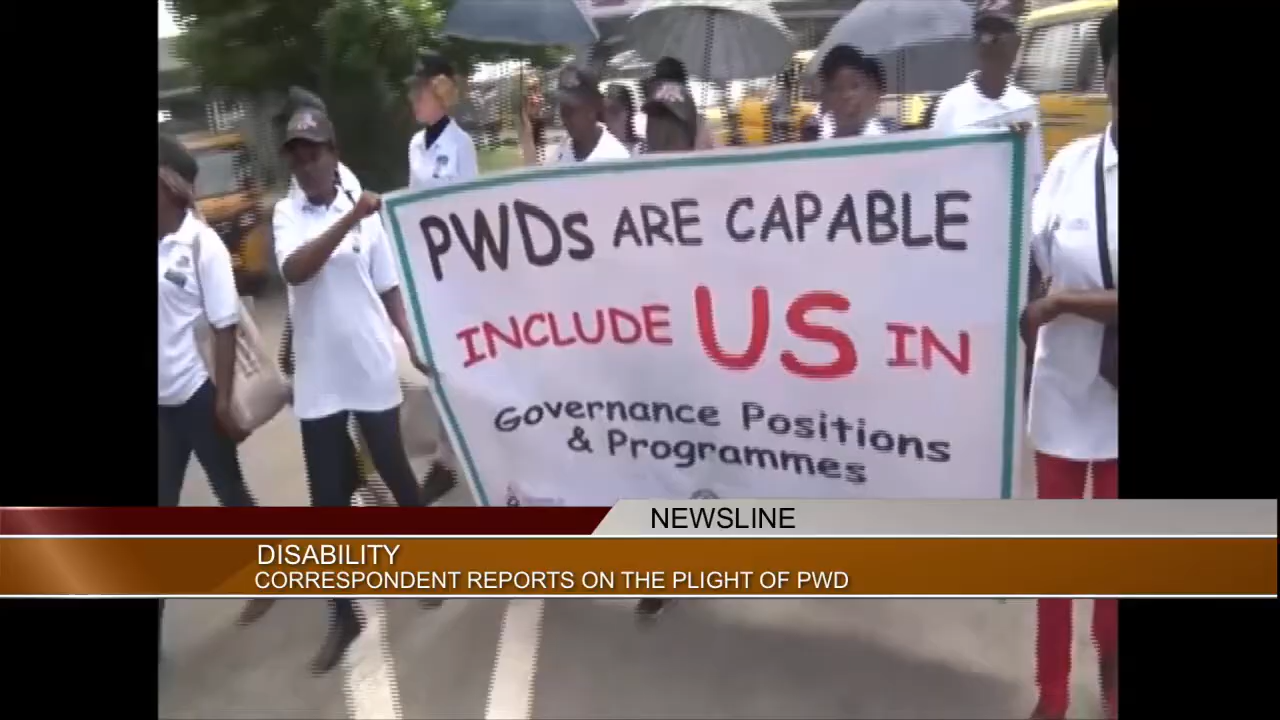 PWDs ARE CAPABLE
INCLUDE US IN
Governance Positions
& Programmes
NEWSLINE
DISABILITY
CORRESPONDENT REPORTS ON THE PLIGHT OF PWD